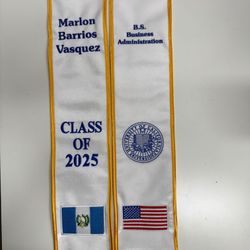 Marlon
Barrios
Vasquez
CLASS
OF
2025
B.S.
Business
Administration